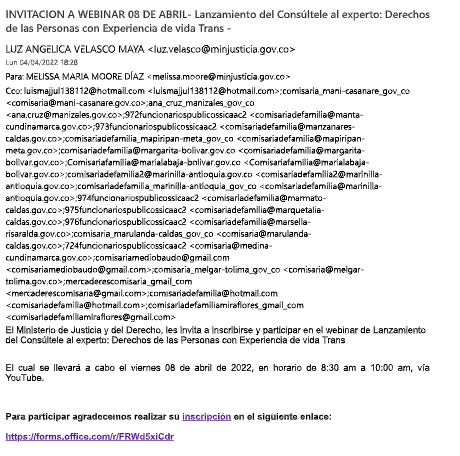 INVITACION A WEBINAR 08 DE ABRIL- Lanzamiento del Consúltele al experto: Derechos
de las Personas con Experiencia de vida Trans -
LUZ ANGELICA VELASCO MAYA <luz.velasco@minjusticia.gov.co>
Lun 04/04/2022 18:28
Para: MELISSA MARIA MOORE DÍAZ <melissa.moore@minjusticia.gov.co>
Cco: luismajjul138112@hotmail.com <luismajjul138112@hotmail.com>;comisaria_mani-casanare_gov_co
<comisaria@mani-casanare.gov.co>;ana_cruz_manizales_gov_co
<ana.cruz@manizales.gov.co>;972funcionariospublicossicaac2 <comisariadefamilia@manta-
cundinamarca.gov.co>;973funcionariospublicossicaac2 <comisariadefamilia@manzanares-
caldas.gov.co>;comisariadefamilia_mapiripan-meta_gov_co <comisariadefamilia@mapiripan-
meta.gov.co>;comisariadefamilia@margarita-bolivar.gov.co <comisariadefamilia@margarita-
bolivar.gov.co>;Comisariafamilia@marialabaja-bolivar.gov.co <Comisariafamilia@marialabaja-
bolivar.gov.co>;comisariadefamilia2@marinilla-antioquia.gov.co <comisariadefamilia2@marinilla-
antioquia.gov.co>;comisariadefamilia_marinilla-antioquia_gov_co <comisariadefamilia@marinilla-
antioquia.gov.co>;974funcionariospublicossicaac2 <comisariadefamilia@marmato-
caldas.gov.co>;975funcionariospublicossicaac2 <comisariadefamilia@marquetalia-
caldas.gov.co>;976funcionariospublicossicaac2 <comisariadefamilia@marsella-
risaralda.gov.co>;comisaria_marulanda-caldas_gov_co <comisaria@marulanda-
caldas.gov.co>;724funcionariospublicossicaac2 <comisaria@medina-
cundinamarca.gov.co>;comisariamediobaudo@gmail.com
<comisariamediobaudo@gmail.com>;comisaria_melgar-tolima_gov_co <comisaria@melgar-
tolima.gov.co>;mercaderescomisaria_gmail_com
<mercaderescomisaria@gmail.com>;comisariadefamilia@hotmail.com
<comisariadefamilia@hotmail.com>;comisariadefamiliamiraflores_gmail_com
<comisariadefamiliamiraflores@gmail.com>
El Ministerio de Justicia y del Derecho, les invita a inscribirse y participar en el webinar de Lanzamiento
del Consúltele al experto: Derechos de las Personas con Experiencia de vida Trans
El cual se llevará a cabo el viernes 08 de abril de 2022, en horario de 8:30 am a 10:00 am, vía
YouTube.
Para participar agradecemos realizar su inscripción en el siguiente enlace:
https://forms.office.com/r/FRWd5xiCdr